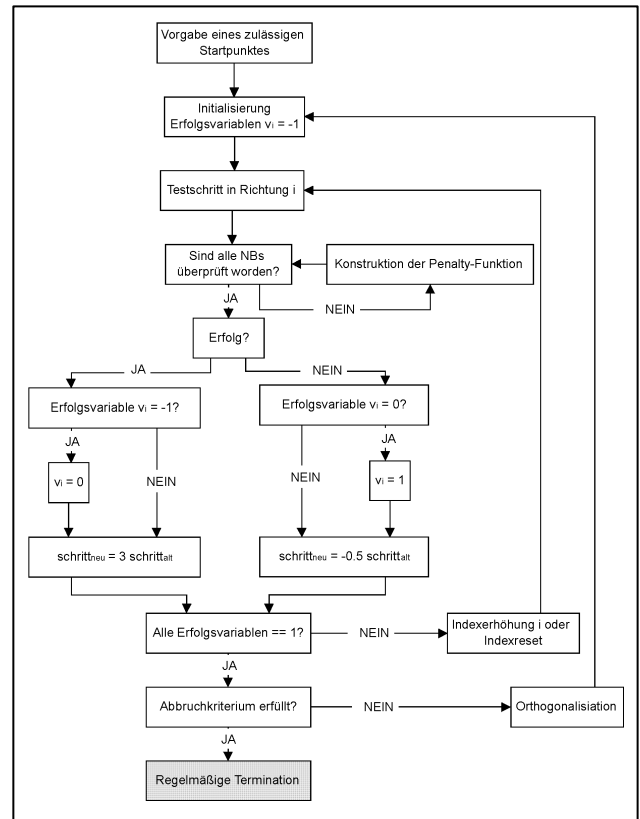 Vorgabe eines zulässigen
Startpunktes
Initialisierung
Erfolgsvariablen vi = -1
Testschritt in Richtung i
Sind alle NBs
überprüft worden?
Konstruktion der Penalty-Funktion
JA
NEIN
Erfolg?
JA
NEIN
Erfolgsvariable vi = -1?
Erfolgsvariable vi = 0?
JA
JA
vi = 0
NEIN
NEIN
vi = 1
schrittneu = 3 schrittalt
schrittneu = -0.5 schrittalt
Alle Erfolgsvariablen == 1?
NEIN
Indexerhöhung i oder
Indexreset
JA
Abbruchkriterium erfüllt?
NEIN
Orthogonalisiation
JA
Regelmäßige Termination